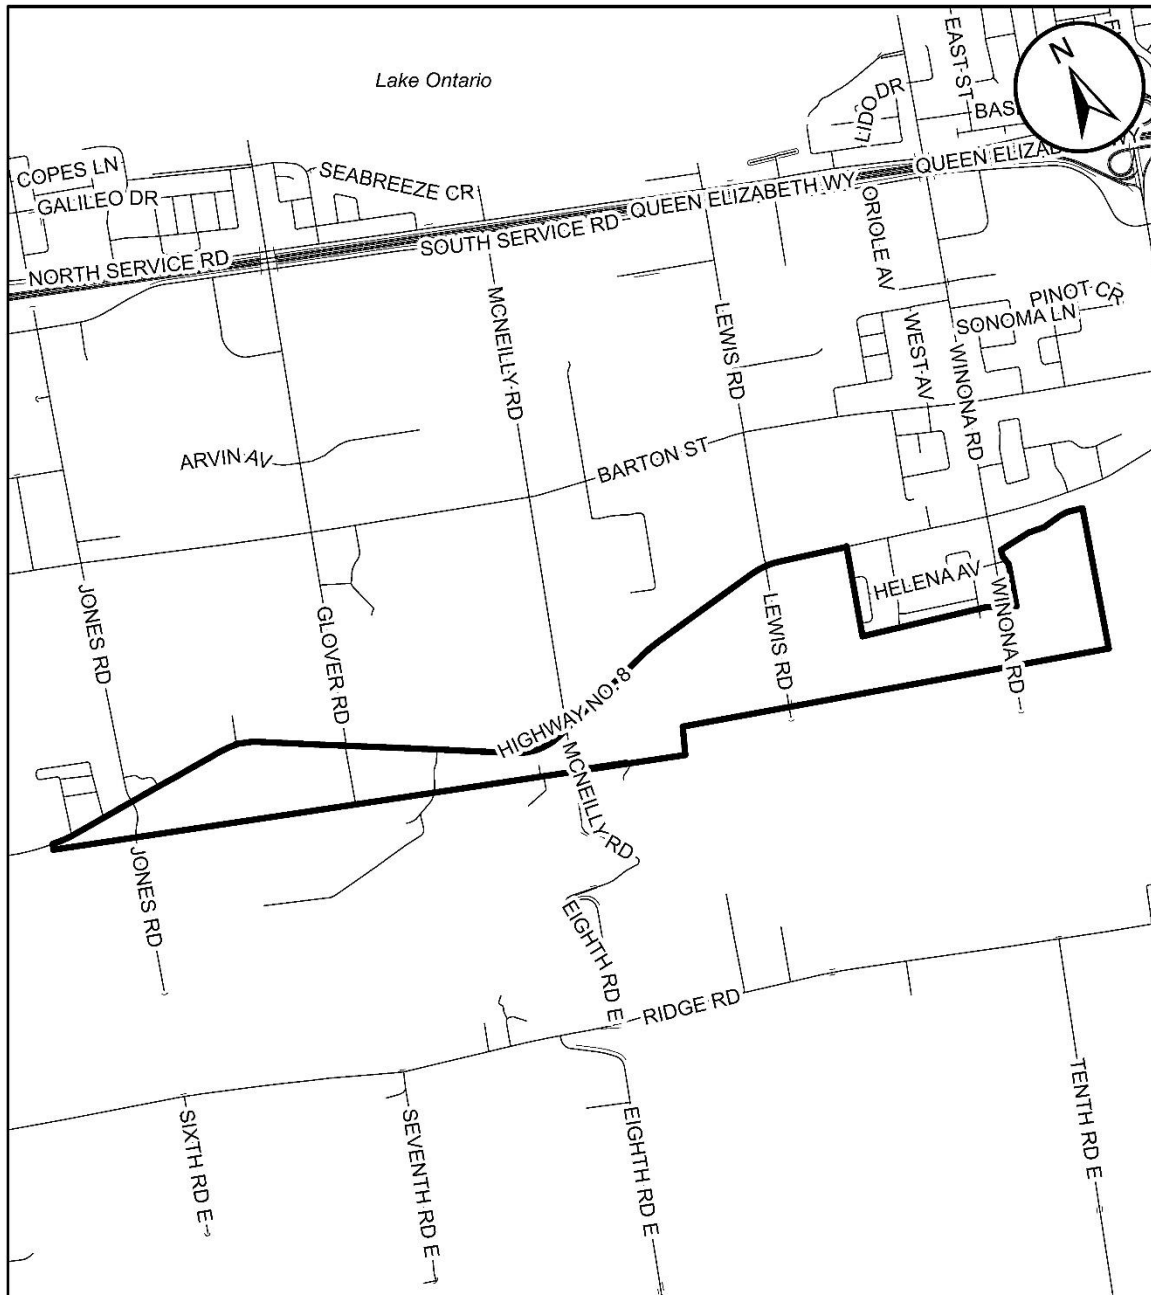 Lake Ontario
N
EAST ST
LIDO DR
BAS
QUEEN ELIZAB WY
COPES LN
GALILEO DR
SEABREEZE CR
QUEEN ELIZABETH WY
ORIOLE AV
SOUTH SERVICE RD
NORTH SERVICE RD
MCNEILLY RD
LEWIS RD
PINOT CR
SONOMA LN
WEST AV
WINONA RD
ARVIN AV
BARTON ST
JONES RD
GLOVER RD
HELENA AV
LEWIS RD
WINONA RD
HIGHWAY NO. 8
MCNEILLY RD
JONES RD
EIGHTH RD E
RIDGE RD
SIXTH RD E
SEVENTH RD E
EIGHTH RD E
TENTH RD E